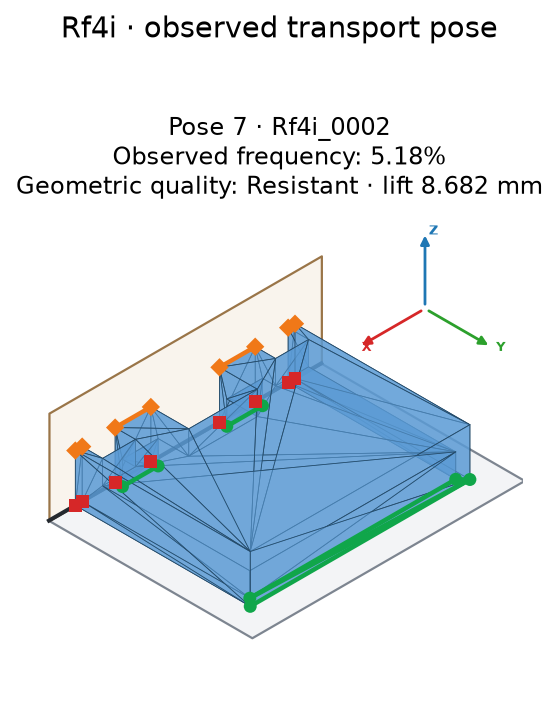 Rf4i · observed transport pose
Pose 7 · Rf4i_0002
Observed frequency: 5.18%
Geometric quality: Resistant · lift 8.682 mm
Z
X
Y